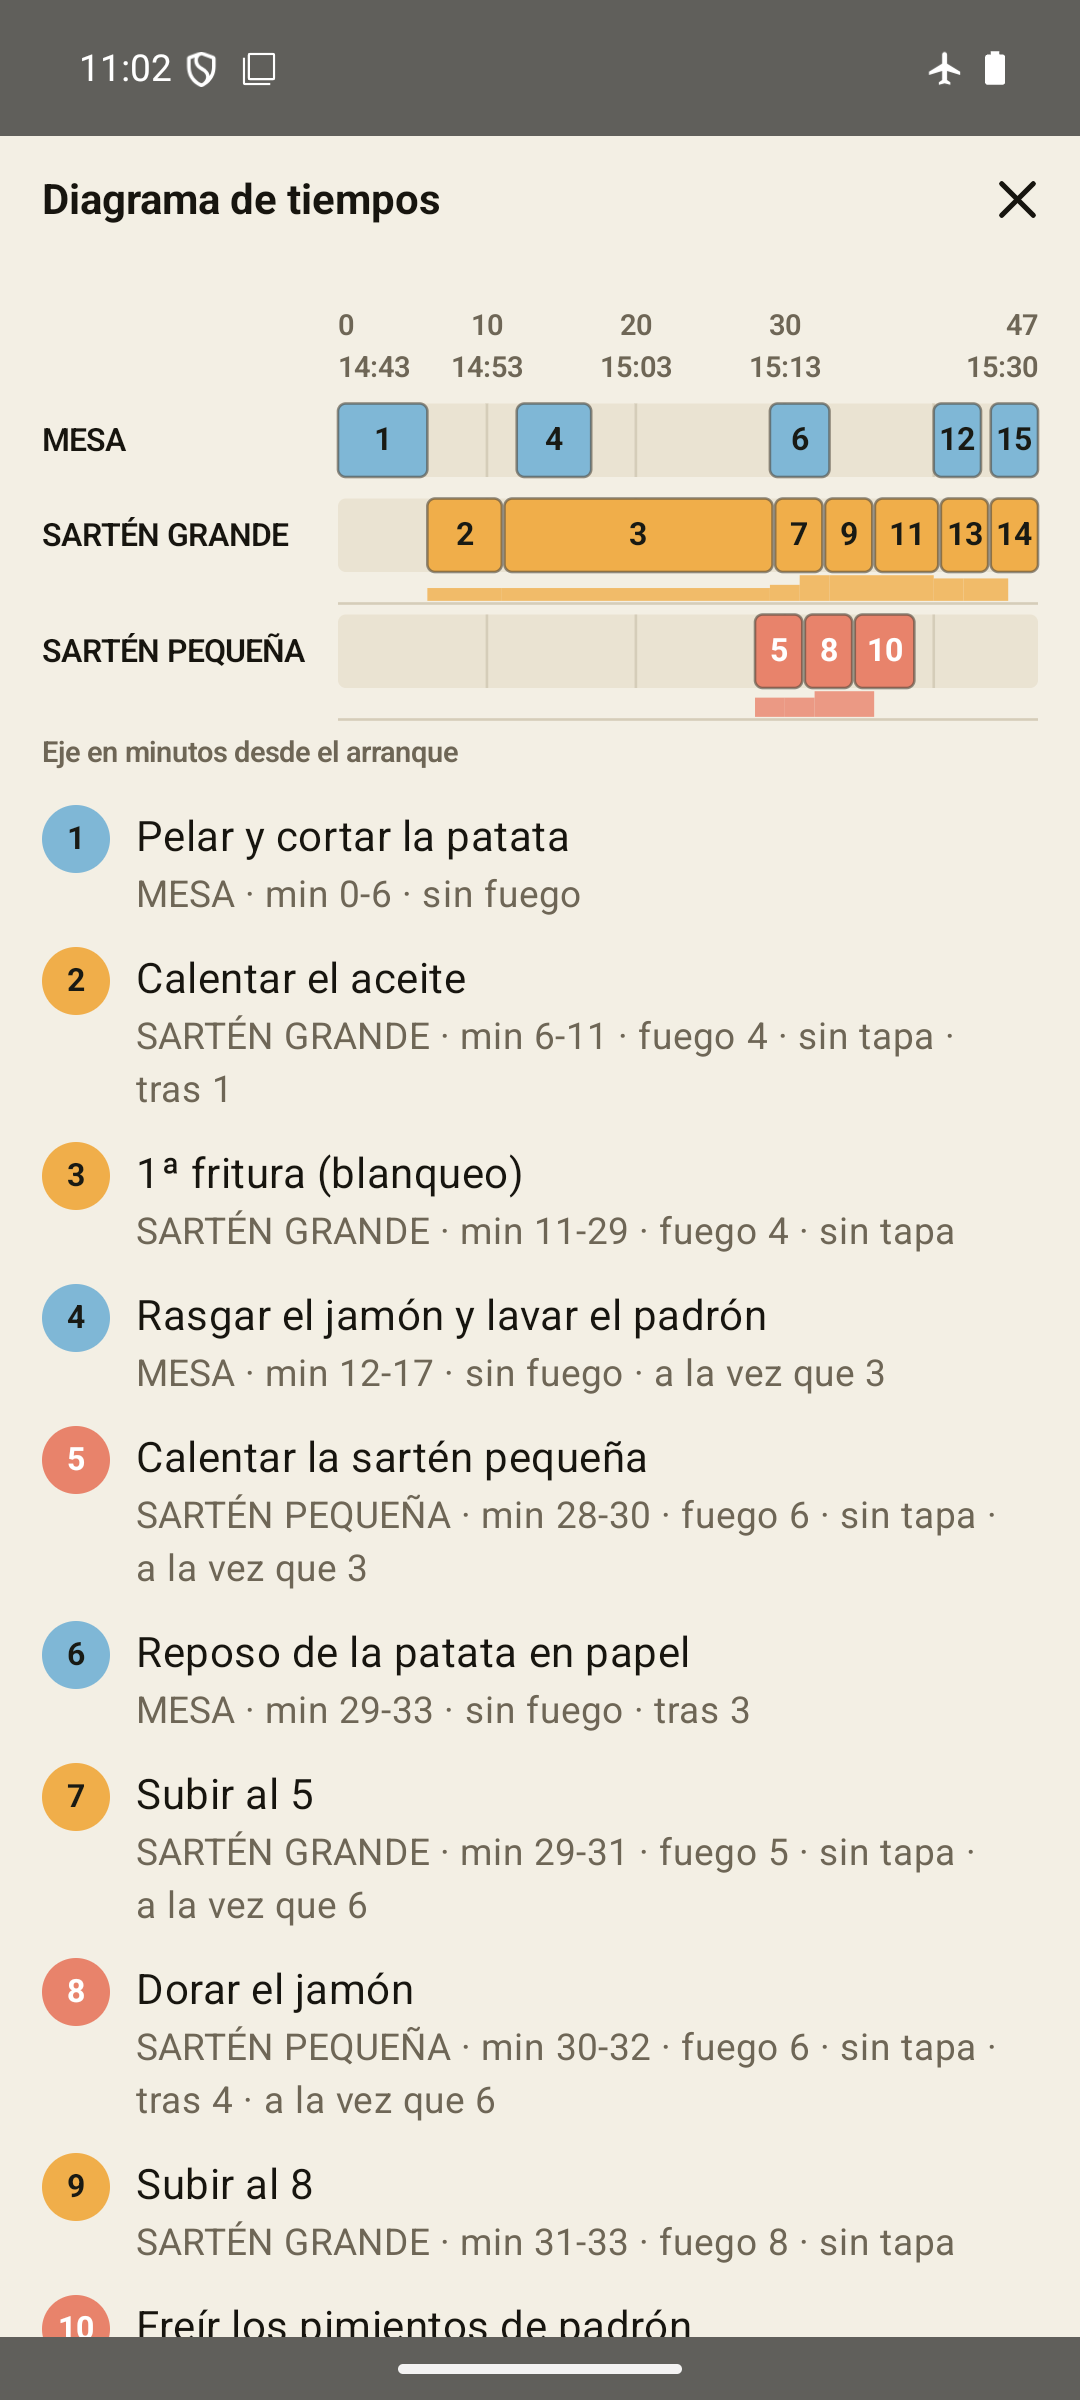 11:02
Diagrama de tiempos
0 10 20 30 47
14:43 14:53 15:03 15:13 15:30
MESA 1 4 6 12 15
SARTÉN GRANDE 2 3 7 9 11 13 14
SARTÉN PEQUEÑA 5 8 10
Eje en minutos desde el arranque
1 Pelar y cortar la patata
MESA · min 0-6 · sin fuego
2 Calentar el aceite
SARTÉN GRANDE · min 6-11 · fuego 4 · sin tapa ·
tras 1
3 1ª fritura (blanqueo)
SARTÉN GRANDE · min 11-29 · fuego 4 · sin tapa
4 Rasgar el jamón y lavar el padrón
MESA · min 12-17 · sin fuego · a la vez que 3
5 Calentar la sartén pequeña
SARTÉN PEQUEÑA · min 28-30 · fuego 6 · sin tapa ·
a la vez que 3
6 Reposo de la patata en papel
MESA · min 29-33 · sin fuego · tras 3
7 Subir al 5
SARTÉN GRANDE · min 29-31 · fuego 5 · sin tapa ·
a la vez que 6
8 Dorar el jamón
SARTÉN PEQUEÑA · min 30-32 · fuego 6 · sin tapa ·
tras 4 · a la vez que 6
9 Subir al 8
SARTÉN GRANDE · min 31-33 · fuego 8 · sin tapa
10 Freír los pimientos de padrón